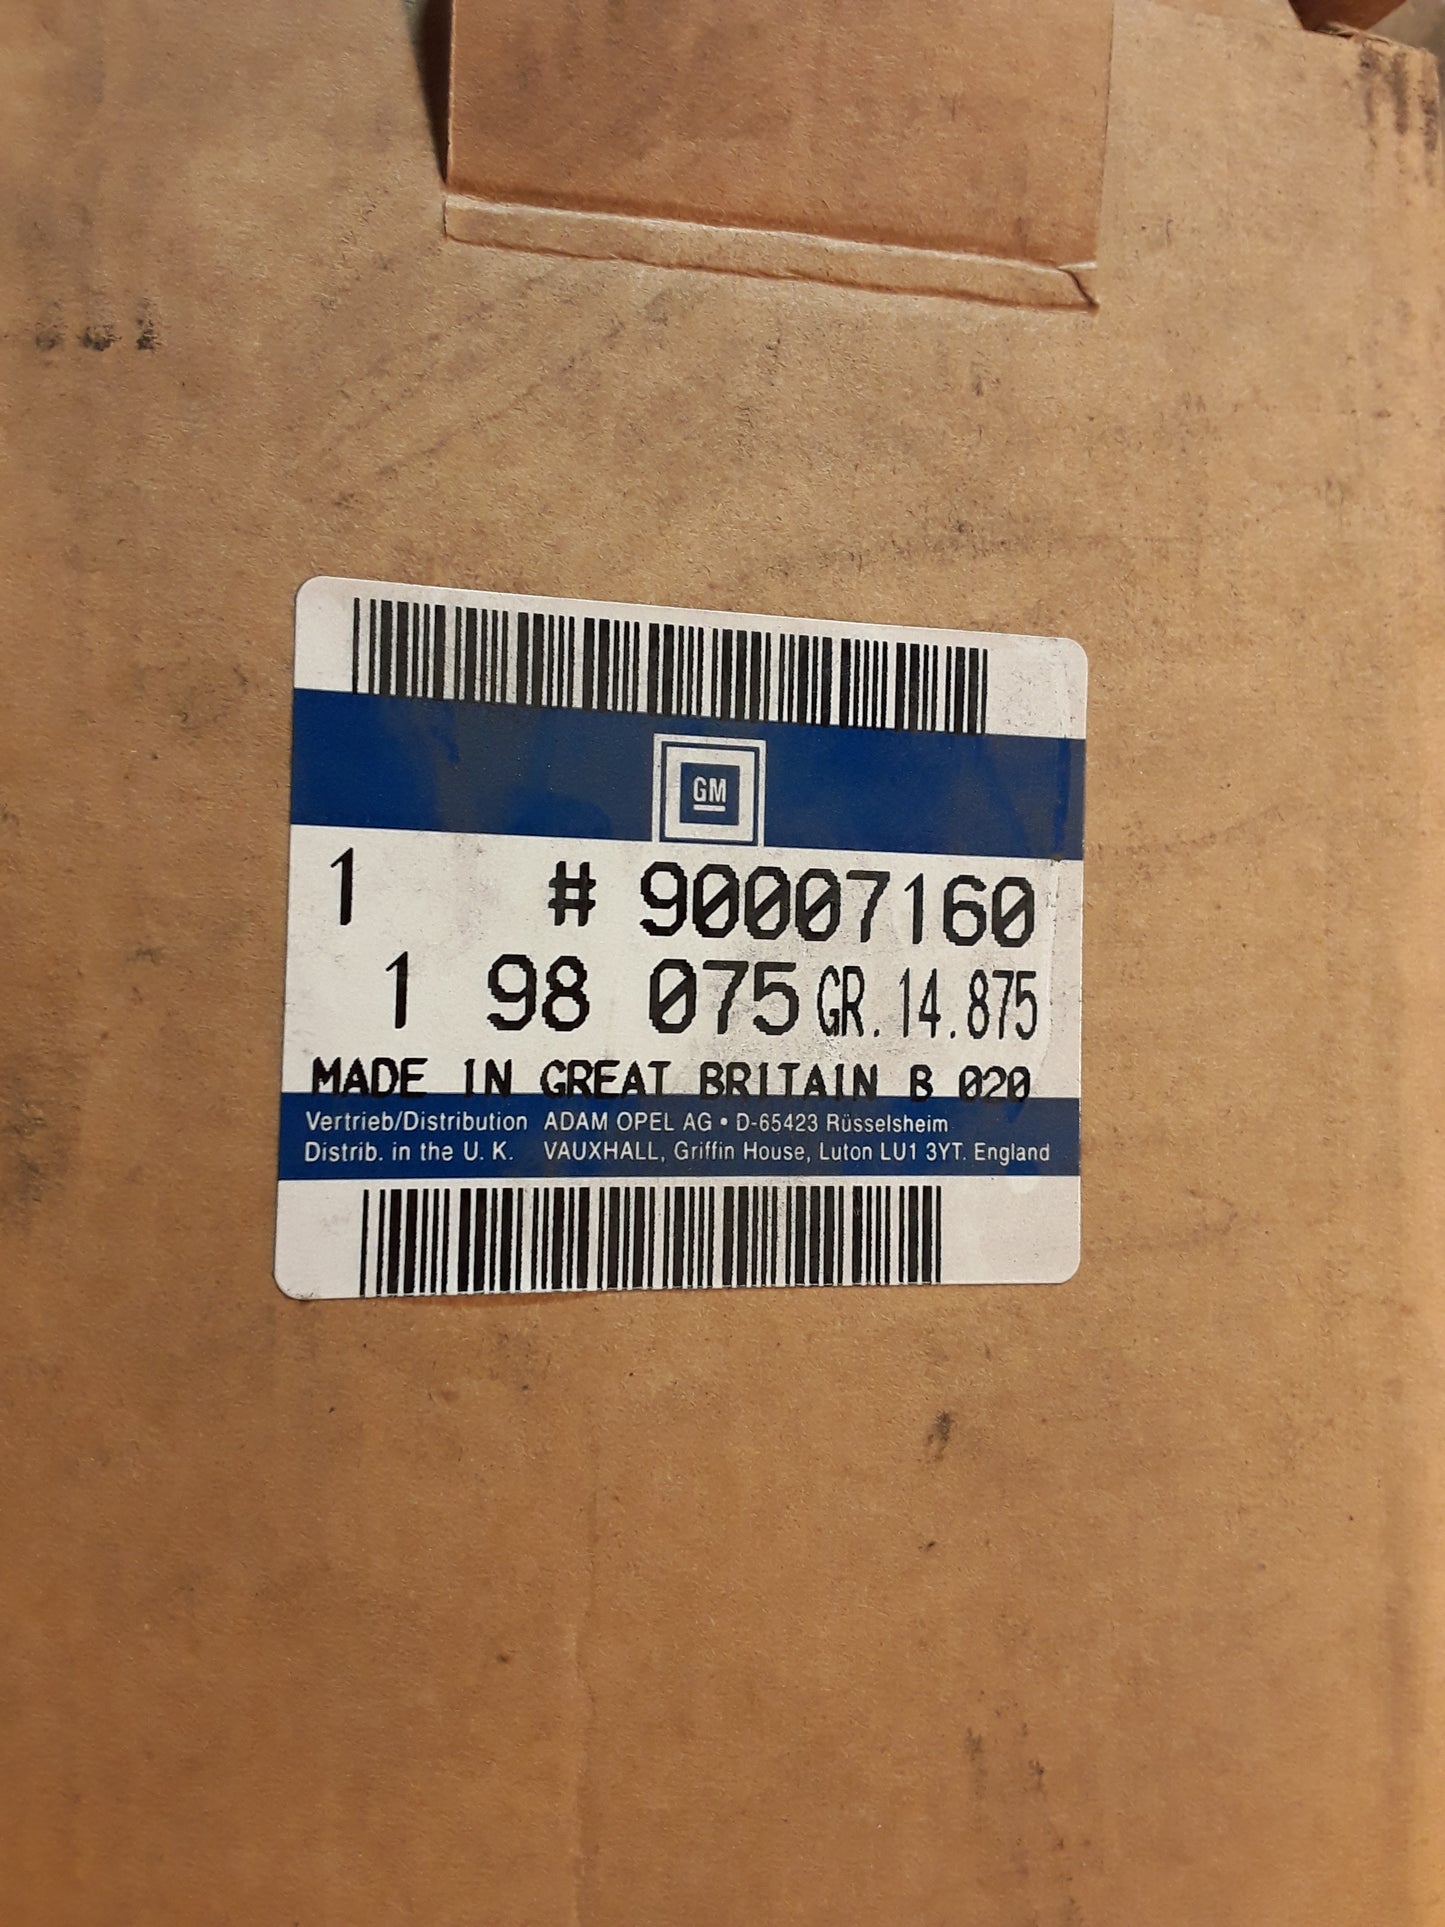 GM
1 # 90007160
1 98 075 GR. 14.875
MADE IN GREAT BRITAIN B 020
Vertrieb/Distribution ADAM OPEL AG • D-65423 Rüsselsheim
Distrib. in the U. K. VAUXHALL, Griffin House, Luton LU1 3YT. England